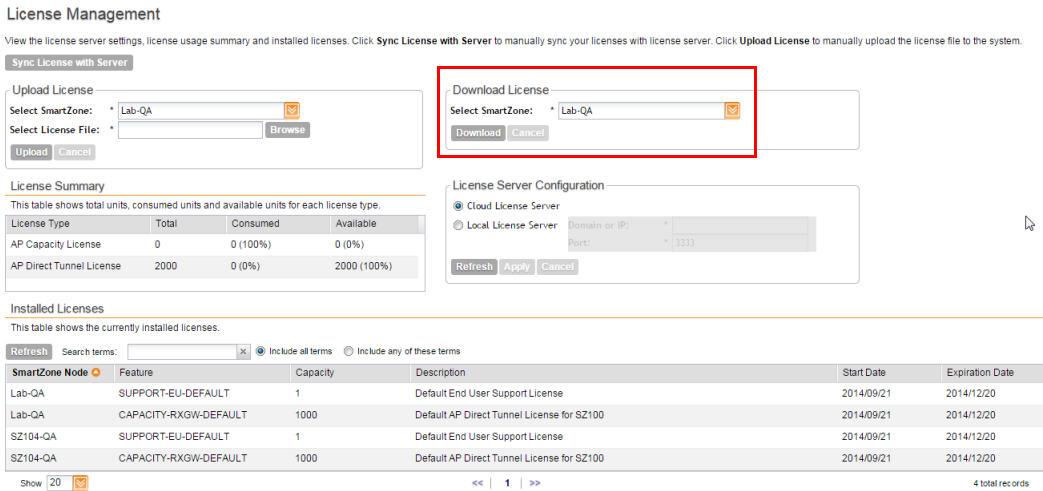 License Management
View the license server settings, license usage summary and installed licenses. Click Sync License with Server to manually sync your licenses with license server. Click Upload License to manually upload the license file to the system.
Sync License with Server
Upload License
Select SmartZone: * Lab-QA
Select License File: * Browse
Upload Cancel
Download License
Select SmartZone: * Lab-QA
Download Cancel
License Summary
This table shows total units, consumed units and available units for each license type.
License Type Total Consumed Available
AP Capacity License 0 0 (100%) 0 (0%)
AP Direct Tunnel License 2000 0 (0%) 2000 (100%)
License Server Configuration
Cloud License Server
Local License Server Domain or IP: *
Port: * 3333
Refresh Apply Cancel
Installed Licenses
This table shows the currently installed licenses.
Refresh Search terms: x Include all terms Include any of these terms
SmartZone Node Feature Capacity Description Start Date Expiration Date
Lab-QA SUPPORT-EU-DEFAULT 1 Default End User Support License 2014/09/21 2014/12/20
Lab-QA CAPACITY-RXGW-DEFAULT 1000 Default AP Direct Tunnel License for SZ100 2014/09/21 2014/12/20
SZ104-QA SUPPORT-EU-DEFAULT 1 Default End User Support License 2014/09/21 2014/12/20
SZ104-QA CAPACITY-RXGW-DEFAULT 1000 Default AP Direct Tunnel License for SZ100 2014/09/21 2014/12/20
Show 20 << | 1 | >> 4 total records